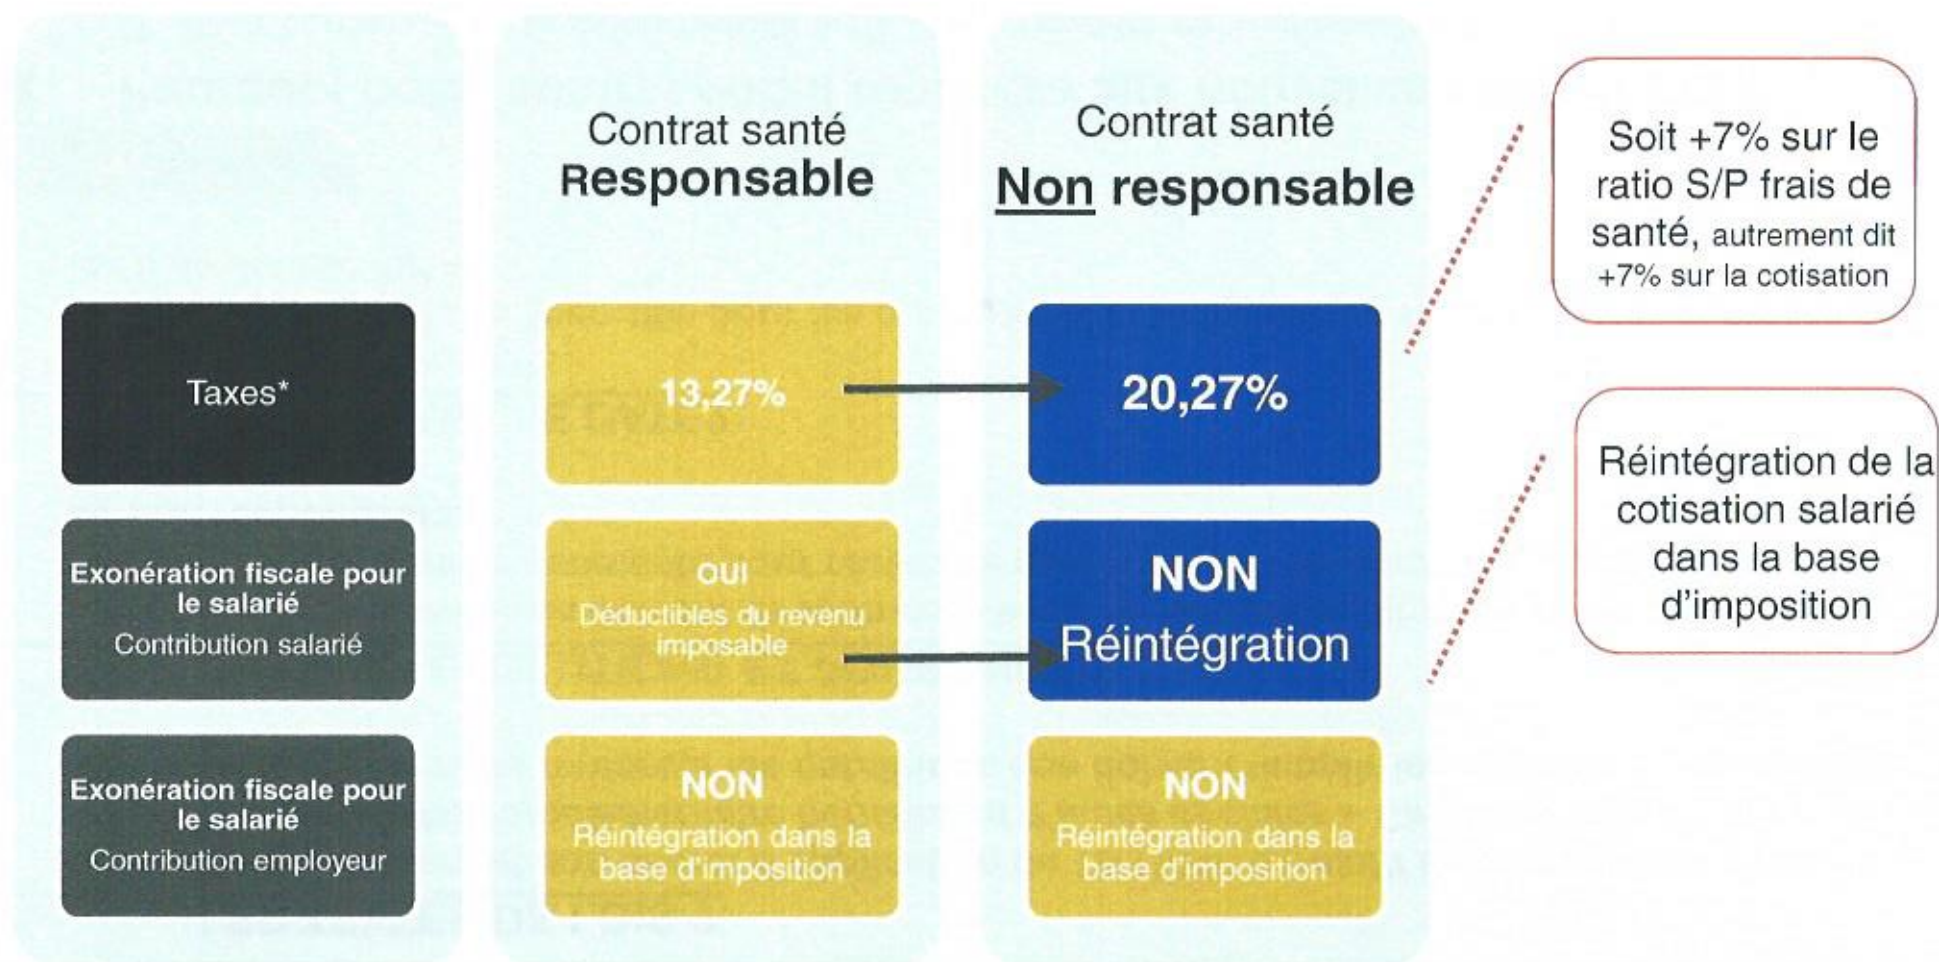 Contrat santé
Responsable
Contrat santé
Non responsable
Soit +7% sur le
ratio S/P frais de
santé, autrement dit
+7% sur la cotisation
Taxes*
13,27%
20,27%
Réintégration de la
cotisation salarié
dans la base
d'imposition
Exonération fiscale pour
le salarié
Contribution salarié
OUI
Déductibles du revenu
imposable
NON
Réintégration
Exonération fiscale pour
le salarié
Contribution employeur
NON
Réintégration dans la
base d'imposition
NON
Réintégration dans la
base d'imposition